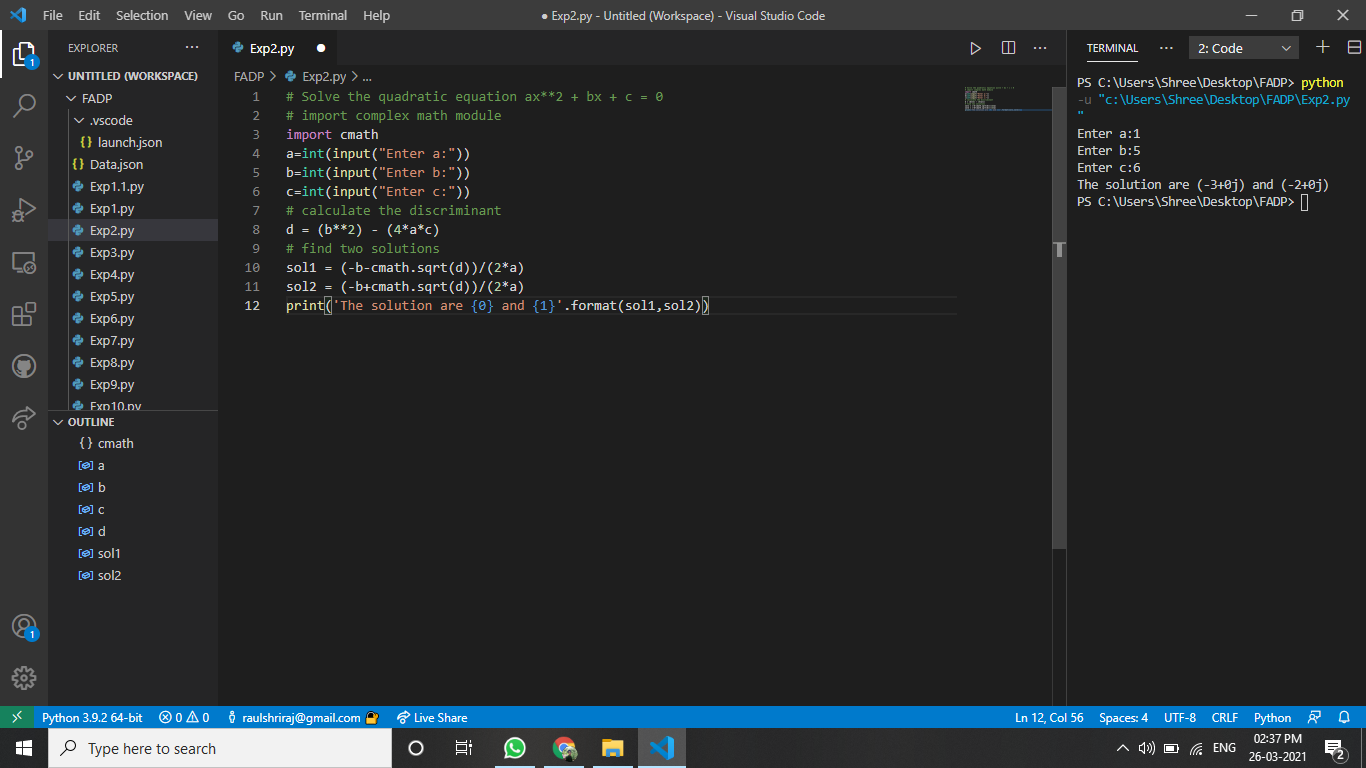 File Edit Selection View Go Run Terminal Help
● Exp2.py - Untitled (Workspace) - Visual Studio Code
EXPLORER ...
UNTITLED (WORKSPACE)
FADP
.vscode
{} launch.json
{} Data.json
Exp1.1.py
Exp1.py
Exp2.py
Exp3.py
Exp4.py
Exp5.py
Exp6.py
Exp7.py
Exp8.py
Exp9.py
Exp10.py
OUTLINE
{} cmath
a
b
c
d
sol1
sol2
1
1
Exp2.py ●
FADP > Exp2.py > ...
1 # Solve the quadratic equation ax**2 + bx + c = 0
2 # import complex math module
3 import cmath
4 a=int(input("Enter a:"))
5 b=int(input("Enter b:"))
6 c=int(input("Enter c:"))
7 # calculate the discriminant
8 d = (b**2) - (4*a*c)
9 # find two solutions
10 sol1 = (-b-cmath.sqrt(d))/(2*a)
11 sol2 = (-b+cmath.sqrt(d))/(2*a)
12 print('The solution are {0} and {1}'.format(sol1,sol2))
TERMINAL ... 2: Code
PS C:\Users\Shree\Desktop\FADP> python
-u "c:\Users\Shree\Desktop\FADP\Exp2.py
"
Enter a:1
Enter b:5
Enter c:6
The solution are (-3+0j) and (-2+0j)
PS C:\Users\Shree\Desktop\FADP>
Python 3.9.2 64-bit 0 0 raulshriraj@gmail.com Live Share Ln 12, Col 56 Spaces: 4 UTF-8 CRLF Python
Type here to search
ENG
02:37 PM
26-03-2021
2